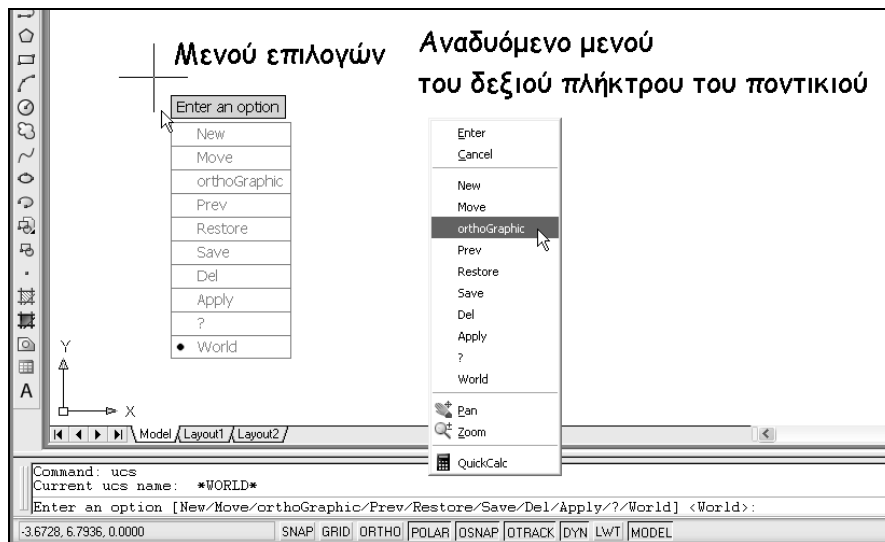 Μενού επιλογών
Αναδυόμενο μενού
του δεξιού πλήκτρου του ποντικιού
Enter an option
New
Move
orthoGraphic
Prev
Restore
Save
Del
Apply
?
World
Enter
Cancel
New
Move
orthoGraphic
Prev
Restore
Save
Del
Apply
?
World
Pan
Zoom
QuickCalc
A
Y
X
Model Layout1 Layout2
Command: ucs
Current ucs name: *WORLD*
Enter an option [New/Move/orthoGraphic/Prev/Restore/Save/Del/Apply/?/World] <World>:
-3.6728, 6.7936, 0.0000 SNAP GRID ORTHO POLAR OSNAP OTRACK DYN LWT MODEL